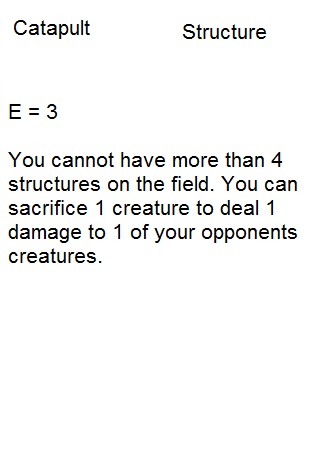 Catapult Structure
E = 3
You cannot have more than 4
structures on the field. You can
sacrifice 1 creature to deal 1
damage to 1 of your opponents
creatures.